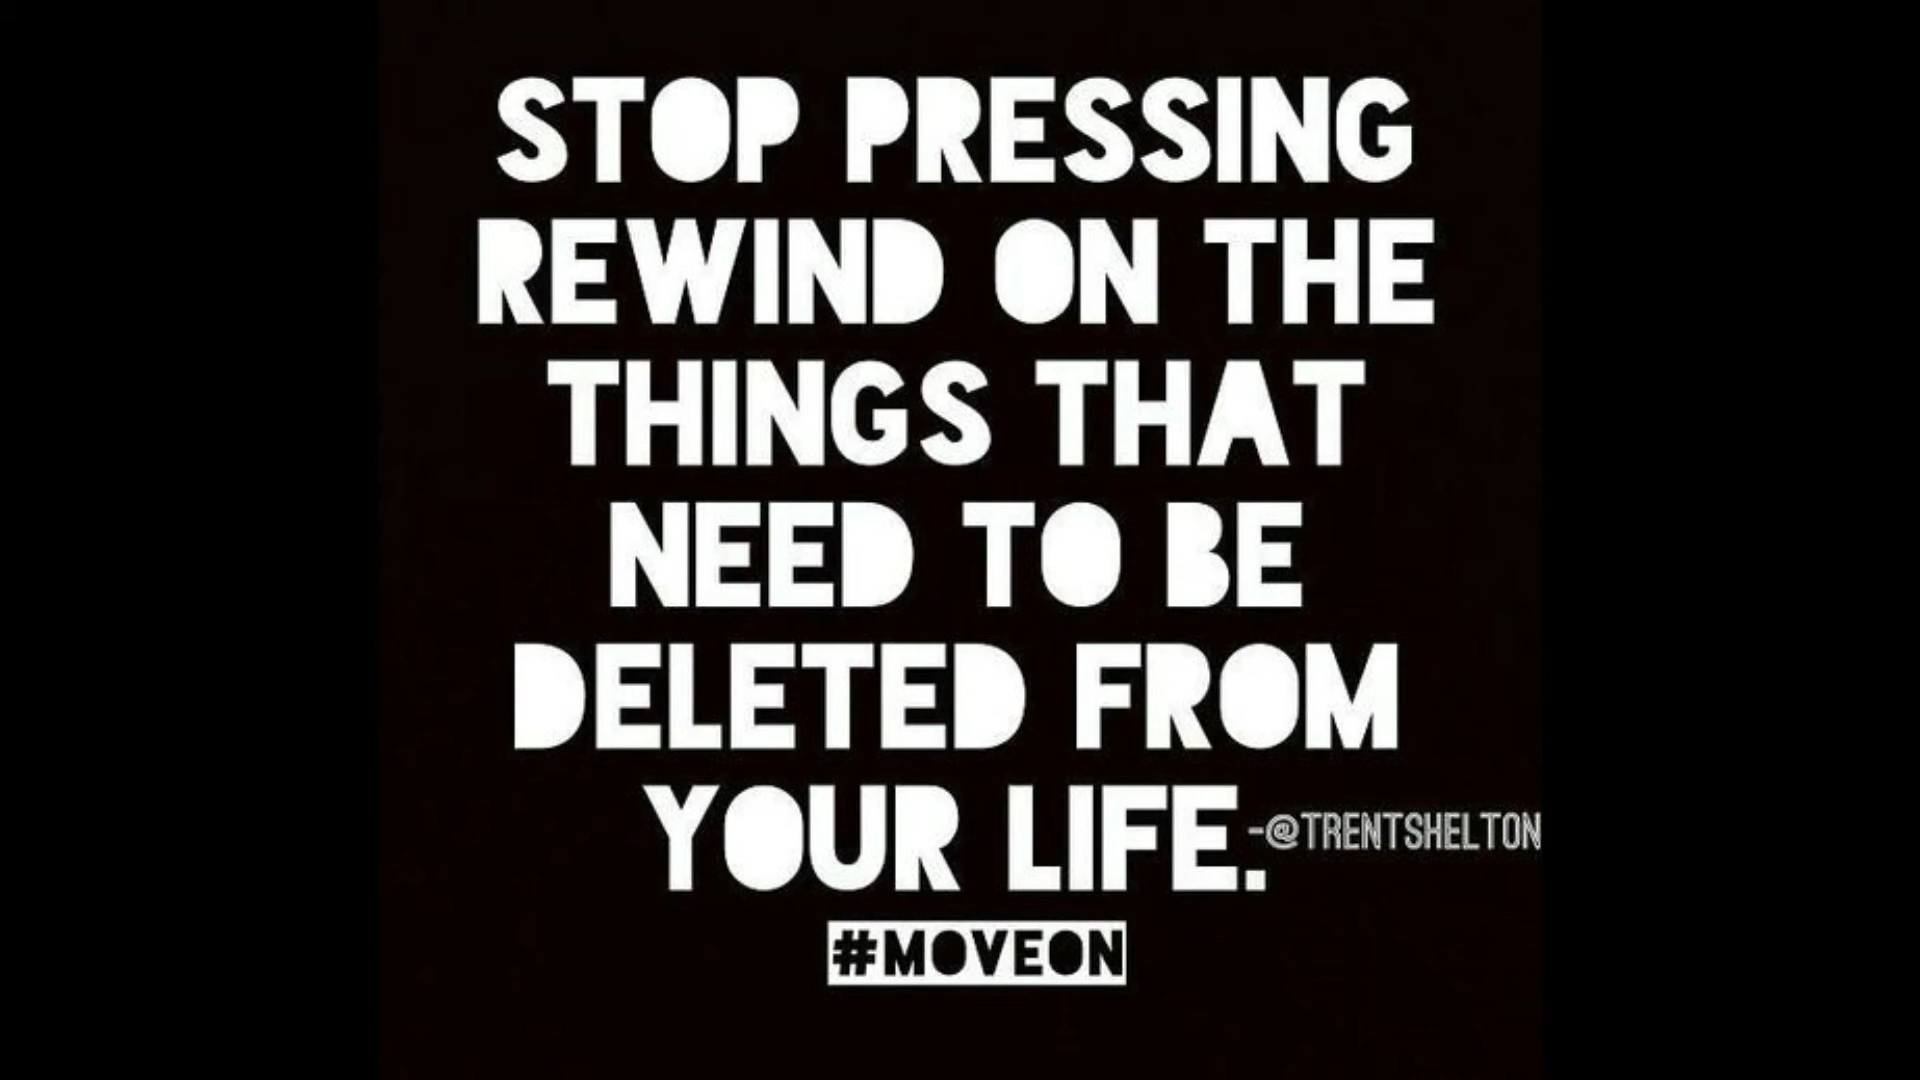 STOP PRESSING
REWIND ON THE
THINGS THAT
NEED TO BE
DELETED FROM
YOUR LIFE.-@TRENTSHELTON
#MOVEON